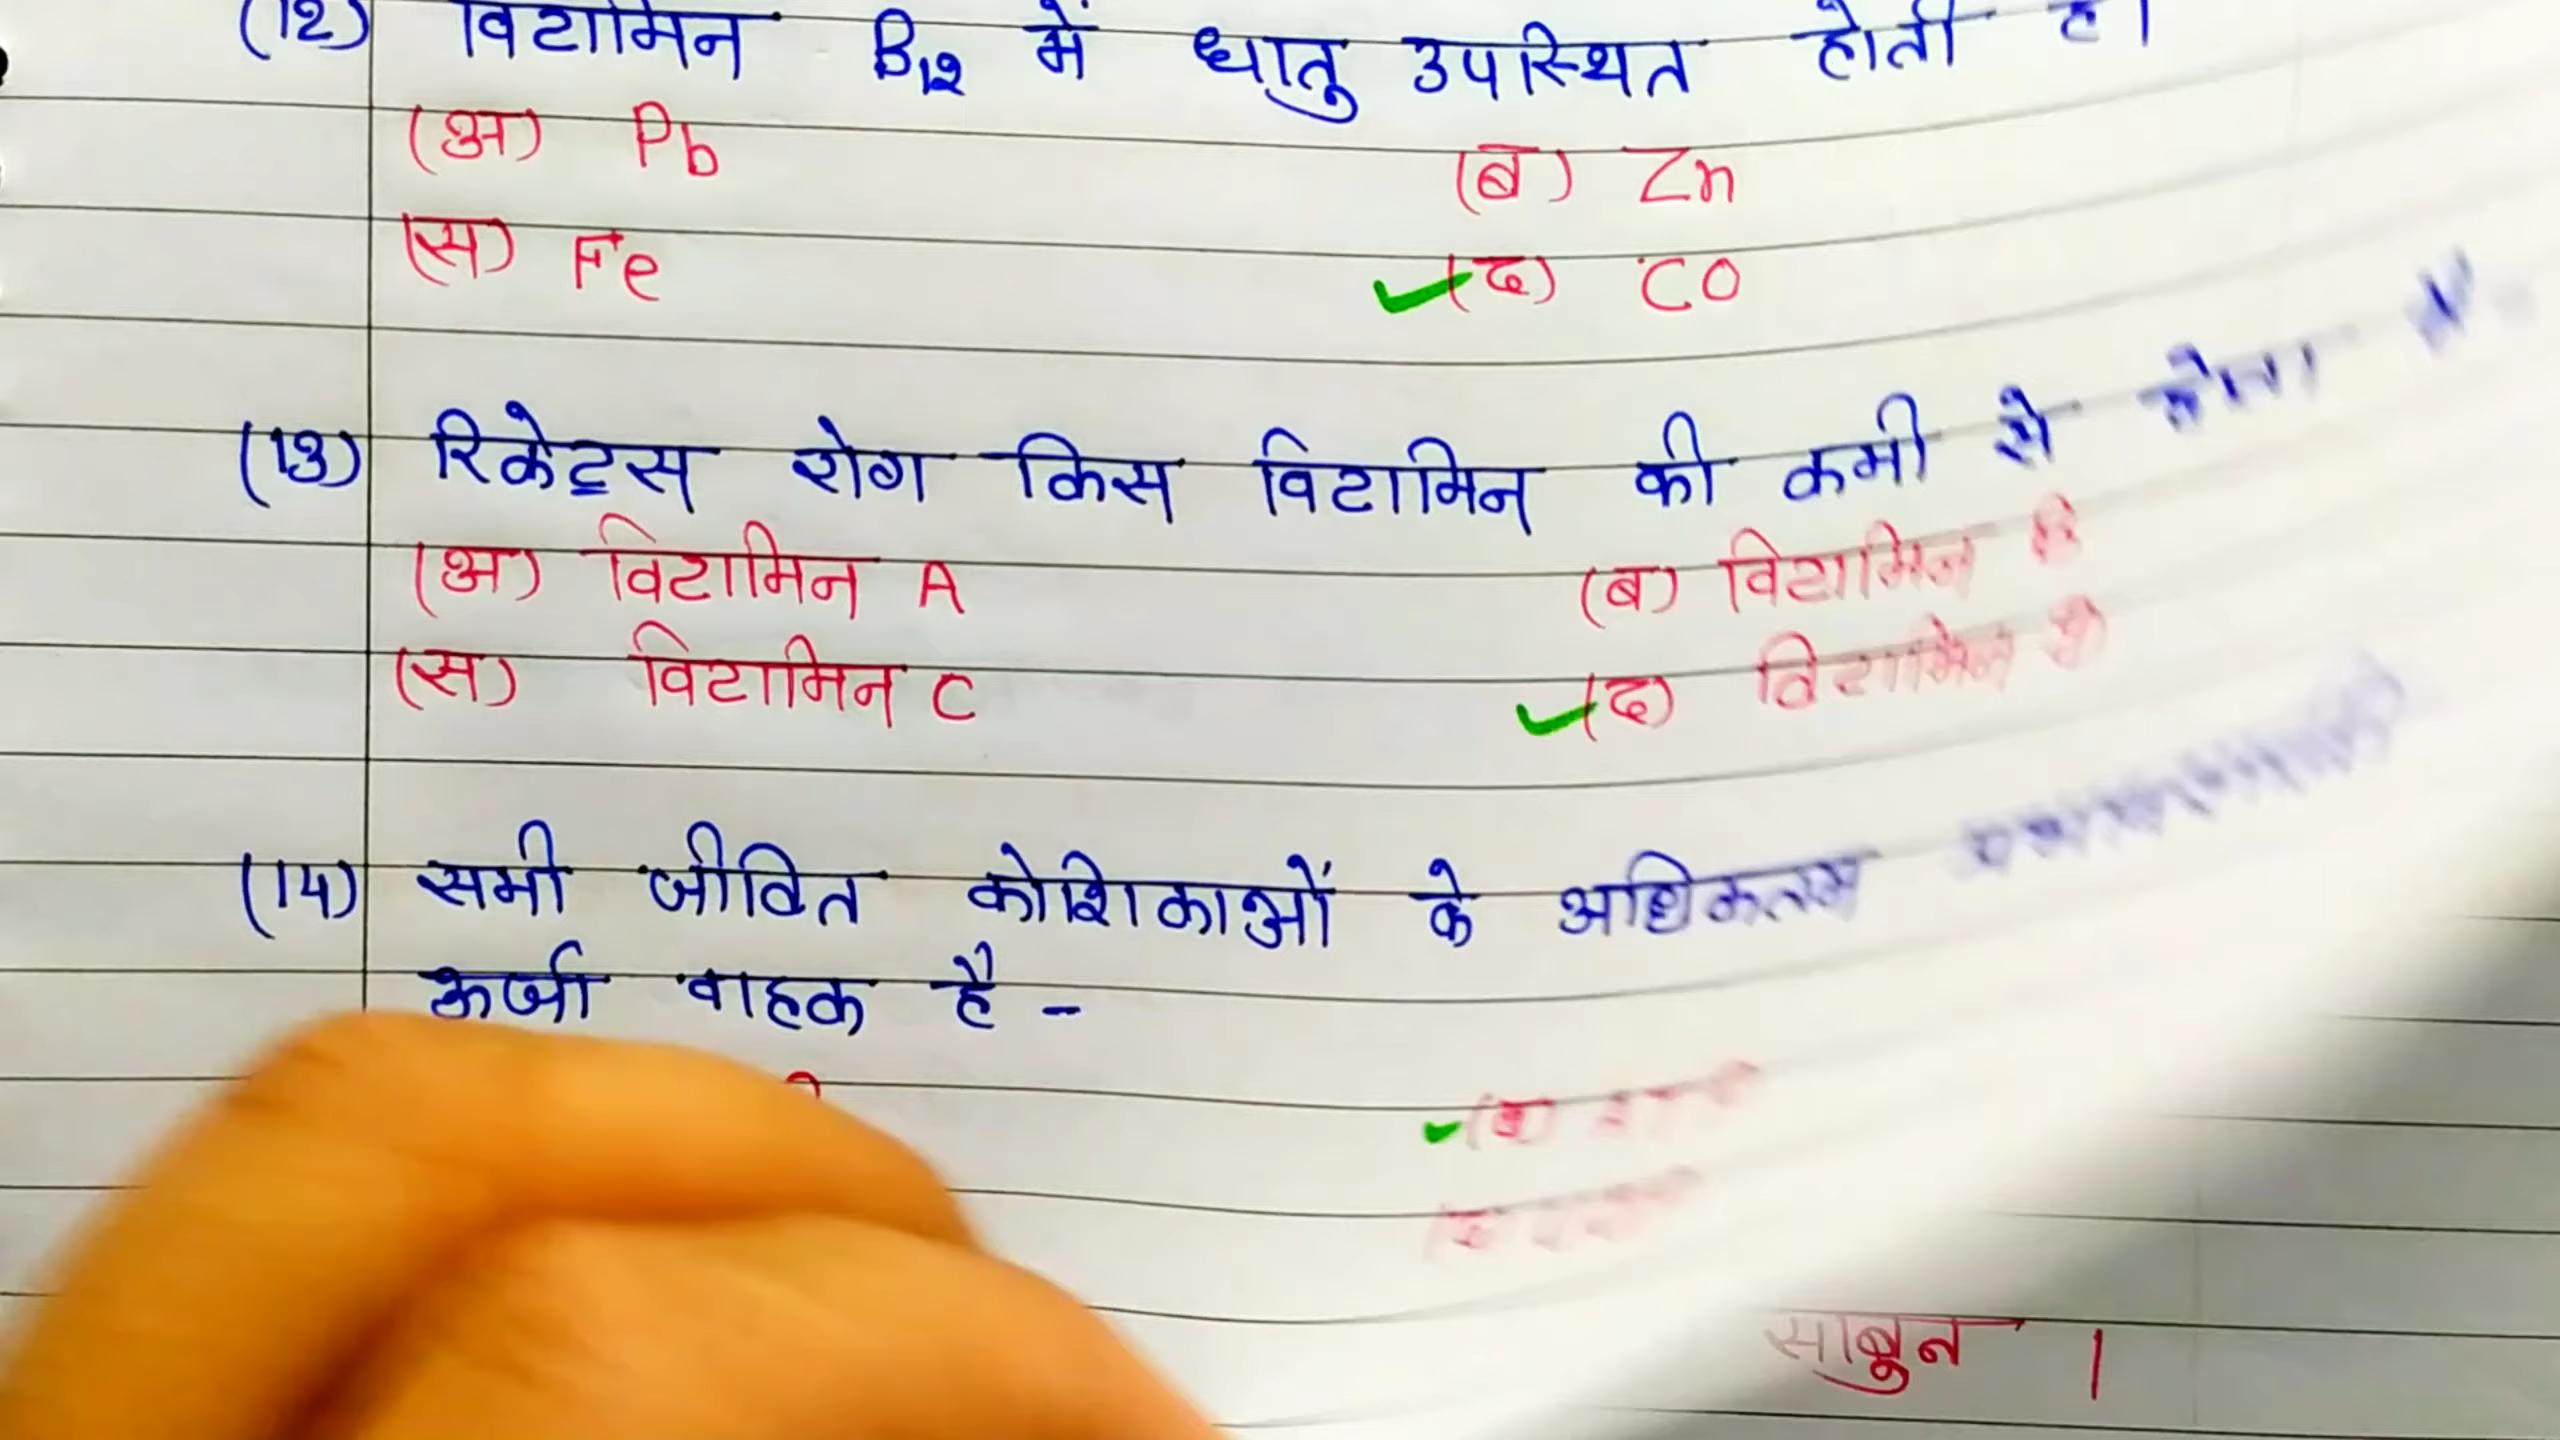 (12) विटामिन B12 में धातु उपस्थित होती है।
(अ) Pb (ब) Zn
(स) Fe (द) CO
(13) रिकेट्स रोग किस विटामिन की कमी से
(अ) विटामिन A (ब) विटामिन
(स) विटामिन C (द) विटामिन
(14) सभी जीवित कोशिकाओं के अधिकतम
ऊर्जा वाहक है -
(ब)
(द)
साबुन ।